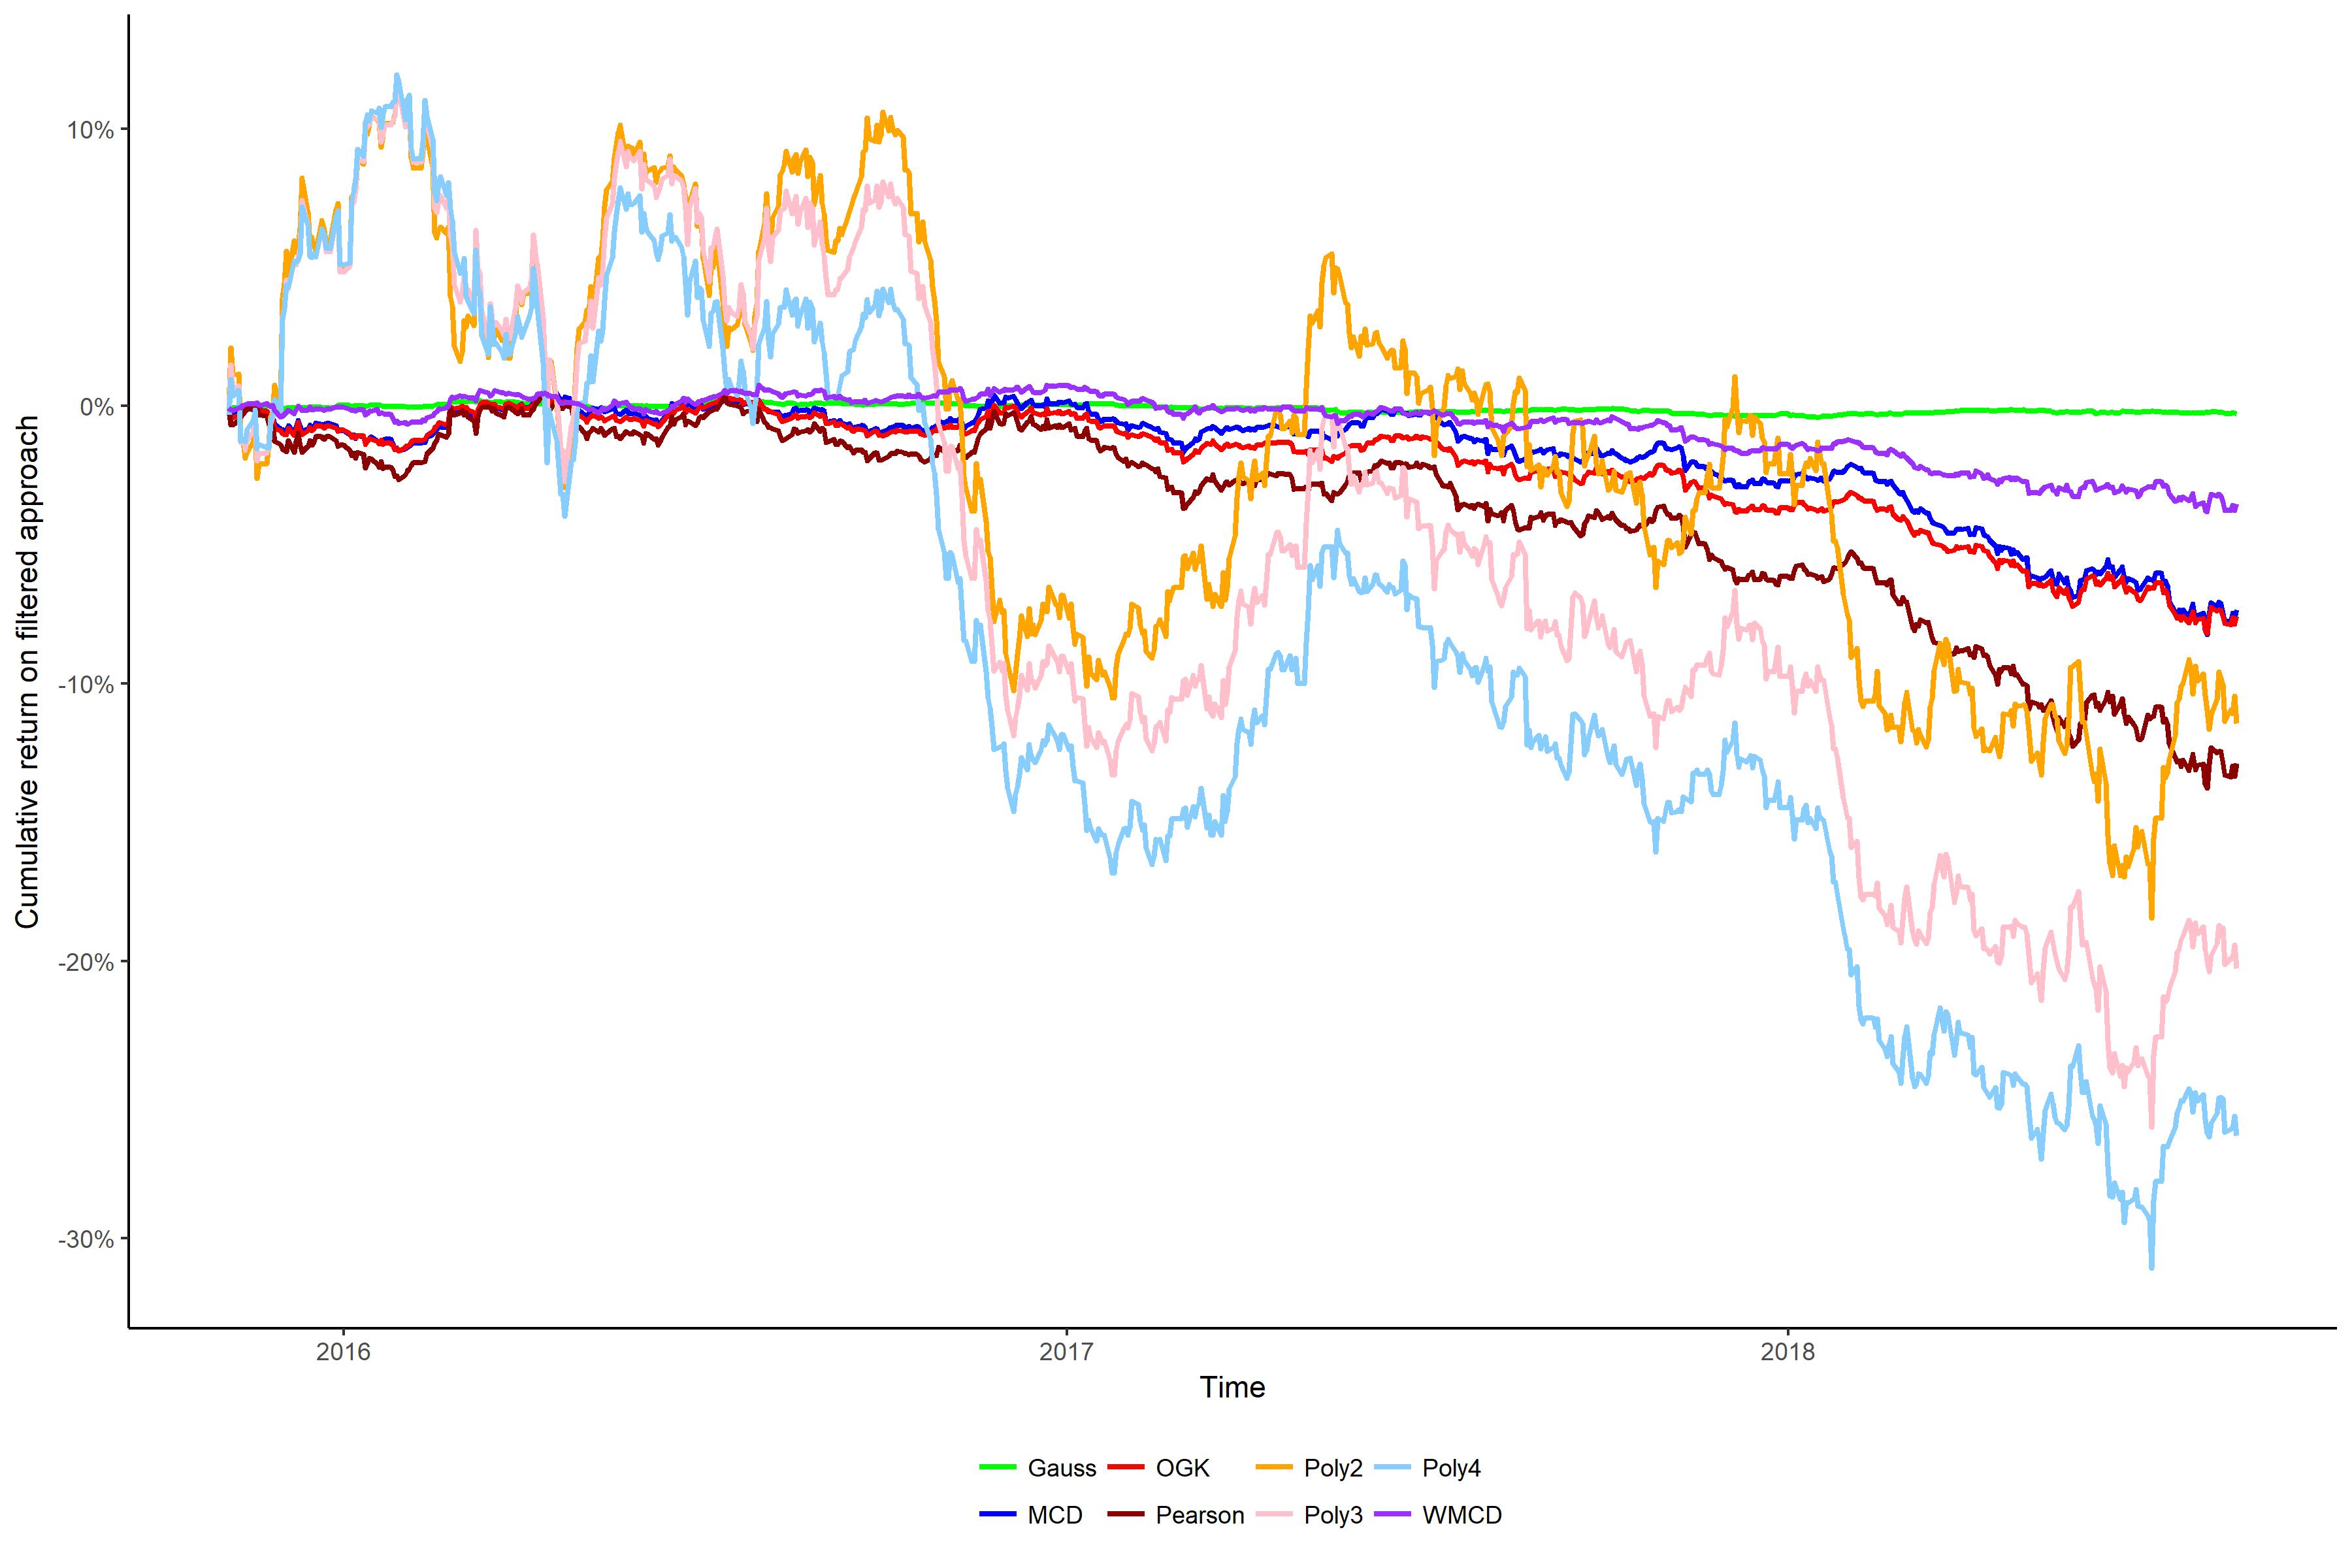 Cumulative return on filtered approach
10%
0%
-10%
-20%
-30%
2016 2017 2018
Time
Gauss OGK Poly2 Poly4
MCD Pearson Poly3 WMCD